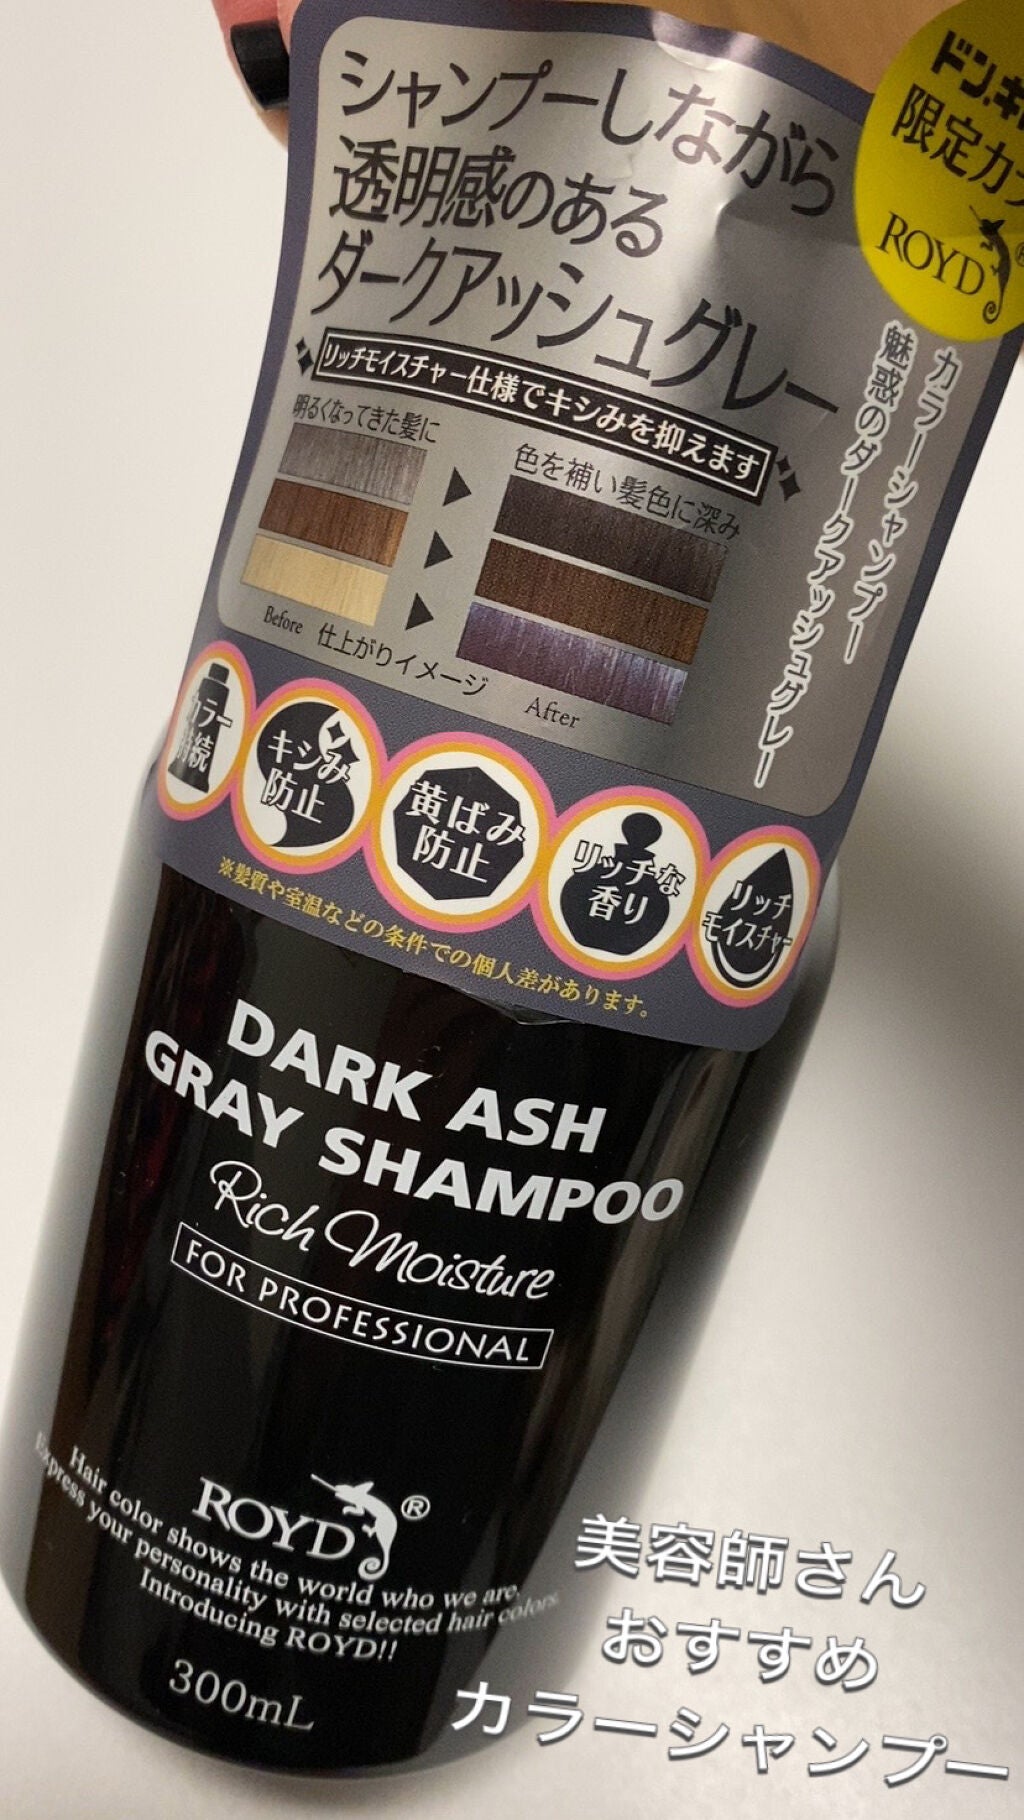 シャンプーしながら
透明感のある
ダークアッシュグレー
リッチモイスチャー仕様でキシみを抑えます
明るくなってきた髪に
色を補い髪色に深み
Before
仕上がりイメージ
After
限定カ
ROYD
カラーシャンプー
魅惑のダークアッシュグレー
カラー
持続
キシみ
防止
黄ばみ
防止
リッチな
香り
リッチ
モイスチャー
※髪質や室温などの条件での個人差があります。
DARK ASH
GRAY SHAMPOO
Rich Moisture
FOR PROFESSIONAL
ROYD®
Hair color shows the world who we are.
Express your personality with selected hair colors.
Introducing ROYD!!
300mL
美容師さん
おすすめ
カラーシャンプー